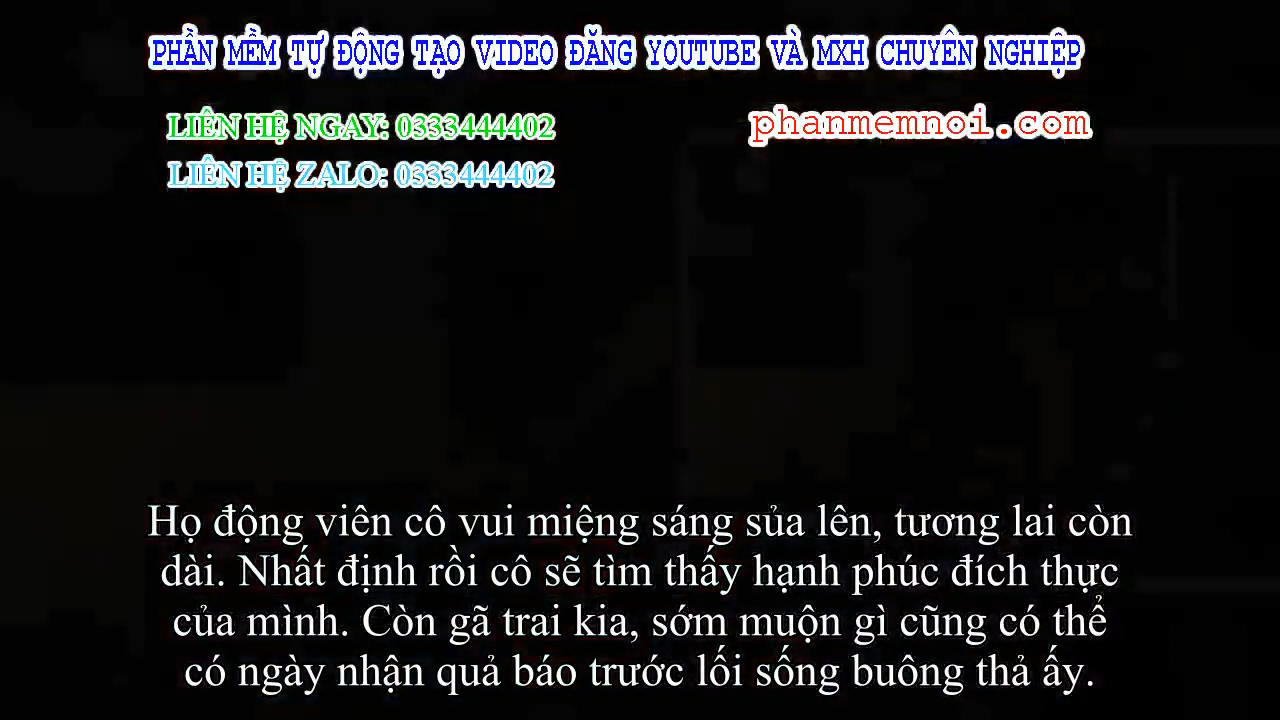 PHẦN MỀM TỰ ĐỘNG TẠO VIDEO ĐĂNG YOUTUBE VÀ MXH CHUYÊN NGHIỆP
LIÊN HỆ NGAY: 0333444402
phanmemnoi.com
LIÊN HỆ ZALO: 0333444402
Họ động viên cô vui miệng sáng sủa lên, tương lai còn
dài. Nhất định rồi cô sẽ tìm thấy hạnh phúc đích thực
của mình. Còn gã trai kia, sớm muộn gì cũng có thể
có ngày nhận quả báo trước lối sống buông thả ấy.